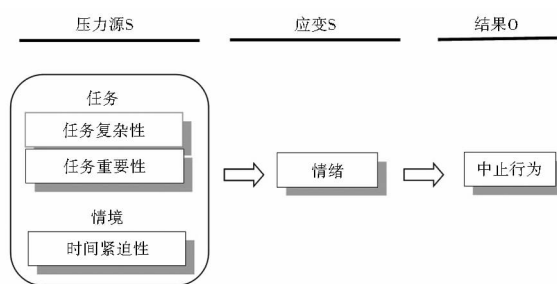 压力源S 应变S 结果O
任务
任务复杂性
任务重要性
情绪 中止行为
情境
时间紧迫性